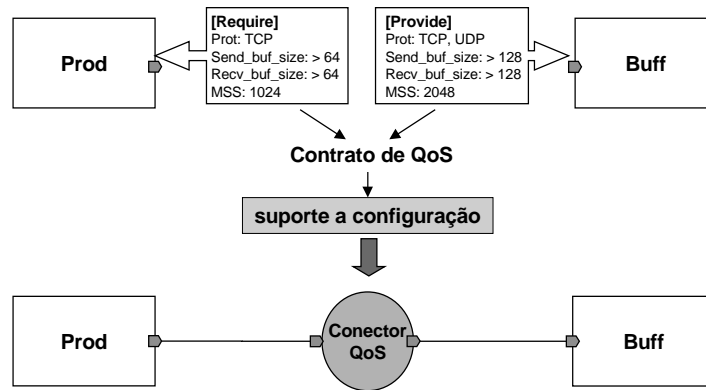 Prod
[Require]
Prot: TCP
Send_buf_size: > 64
Recv_buf_size: > 64
MSS: 1024
[Provide]
Prot: TCP, UDP
Send_buf_size: > 128
Recv_buf_size: > 128
MSS: 2048
Buff
Contrato de QoS
suporte a configuração
Prod
Conector
QoS
Buff